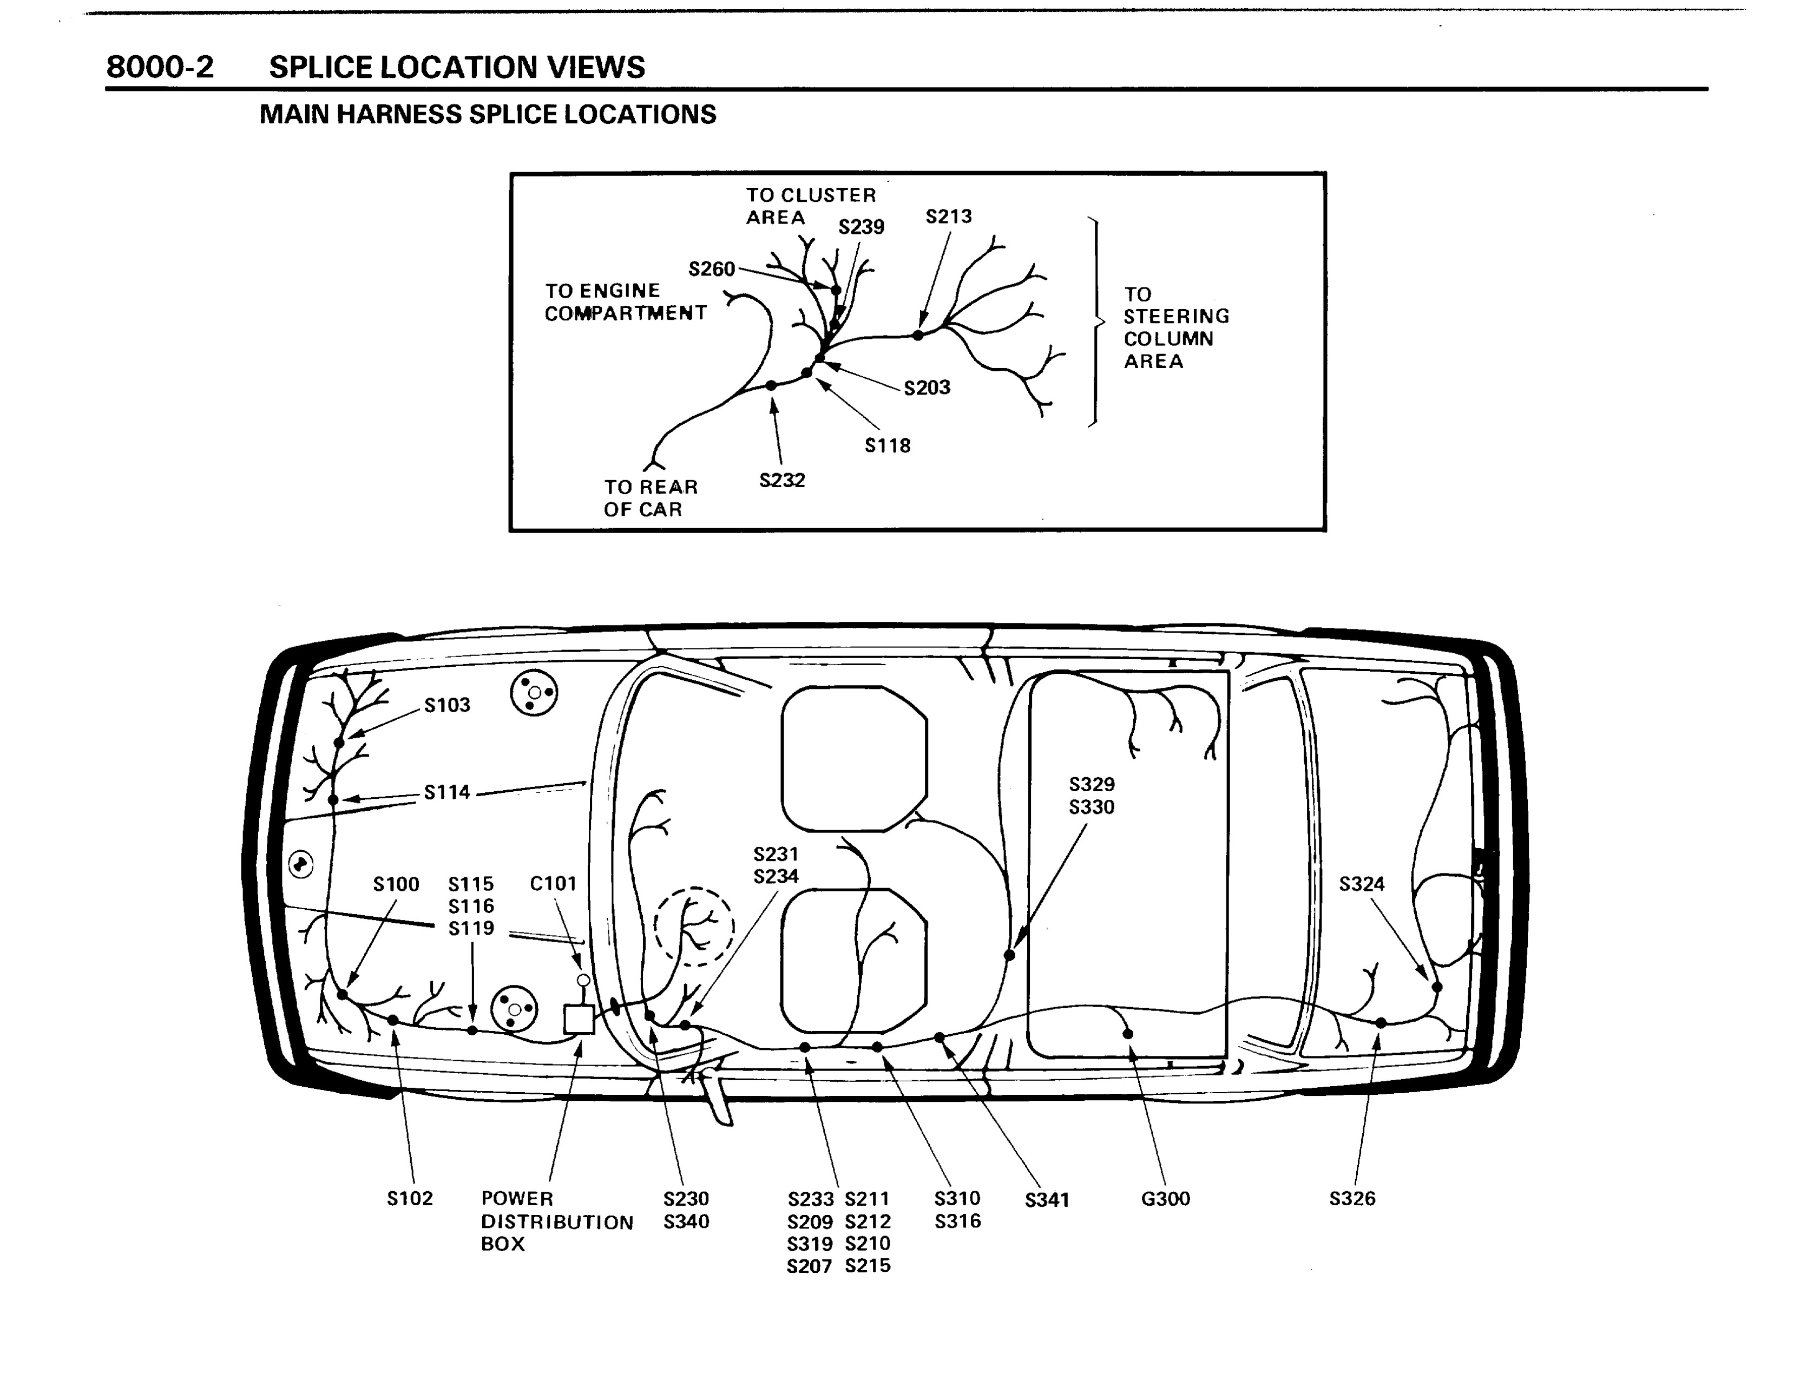 8000-2 SPLICE LOCATION VIEWS
MAIN HARNESS SPLICE LOCATIONS
TO CLUSTER
AREA
S239
S213
S260
TO ENGINE
COMPARTMENT
TO
STEERING
COLUMN
AREA
S203
S118
S232
TO REAR
OF CAR
S103
S114
S329
S330
S231
S234
S100
S115
S116
S119
C101
S324
S102
POWER
DISTRIBUTION
BOX
S230
S340
S233 S211
S209 S212
S319 S210
S207 S215
S310
S316
S341
G300
S326